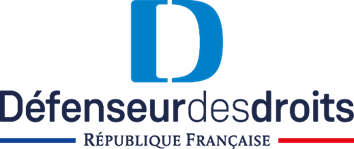 D
Défenseurdesdroits
RÉPUBLIQUE FRANÇAISE